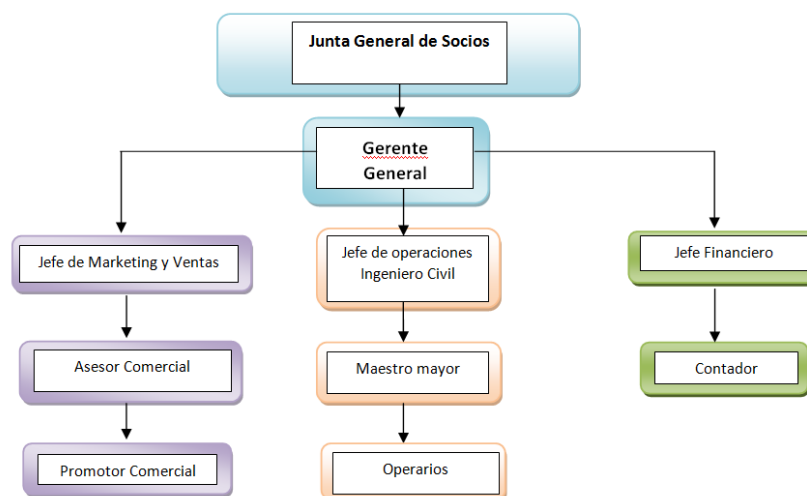 Junta General de Socios
Gerente
General
Jefe de Marketing y Ventas
Jefe de operaciones
Ingeniero Civil
Jefe Financiero
Asesor Comercial
Maestro mayor
Contador
Promotor Comercial
Operarios